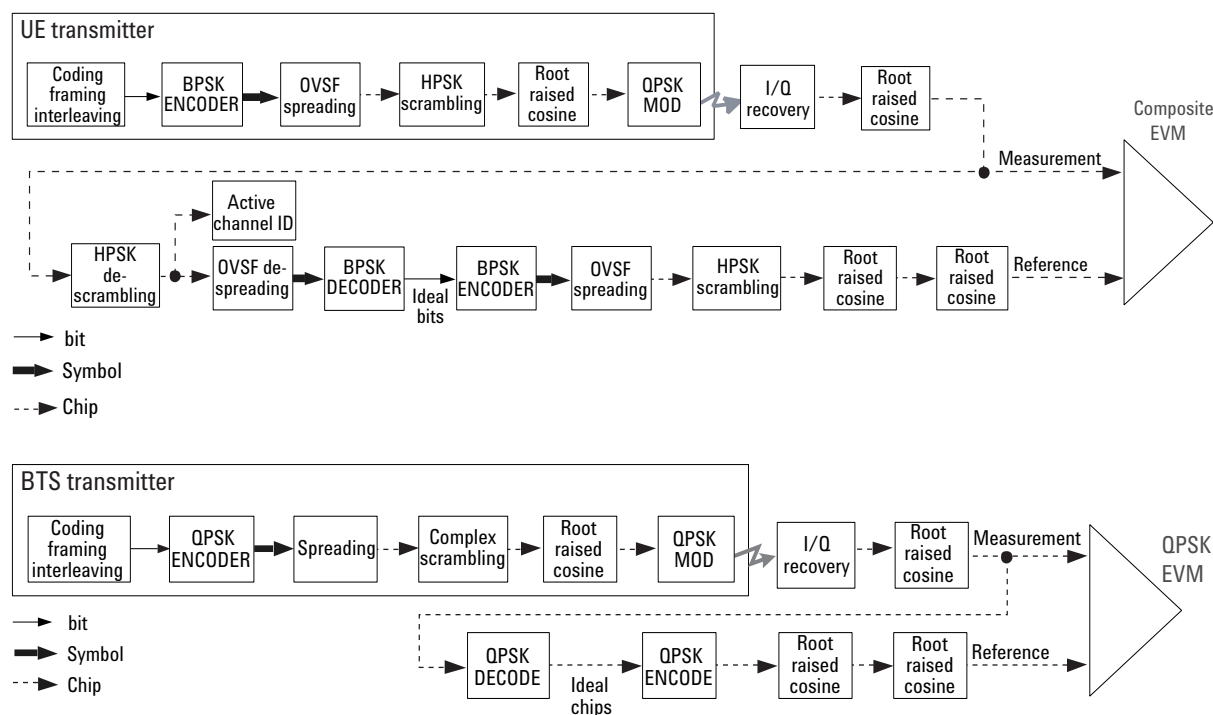 UE transmitter
Coding
framing
interleaving
BPSK
ENCODER
OVSF
spreading
HPSK
scrambling
Root
raised
cosine
QPSK
MOD
I/Q
recovery
Root
raised
cosine
Composite
EVM
Measurement
Active
channel ID
HPSK
de-
scrambling
OVSF de-
spreading
BPSK
DECODER
Ideal
bits
BPSK
ENCODER
OVSF
spreading
HPSK
scrambling
Root
raised
cosine
Root
raised
cosine
Reference
bit
Symbol
Chip
BTS transmitter
Coding
framing
interleaving
QPSK
ENCODER
Spreading
Complex
scrambling
Root
raised
cosine
QPSK
MOD
I/Q
recovery
Root
raised
cosine
Measurement
QPSK
EVM
bit
Symbol
Chip
QPSK
DECODE
Ideal
chips
QPSK
ENCODE
Root
raised
cosine
Root
raised
cosine
Reference